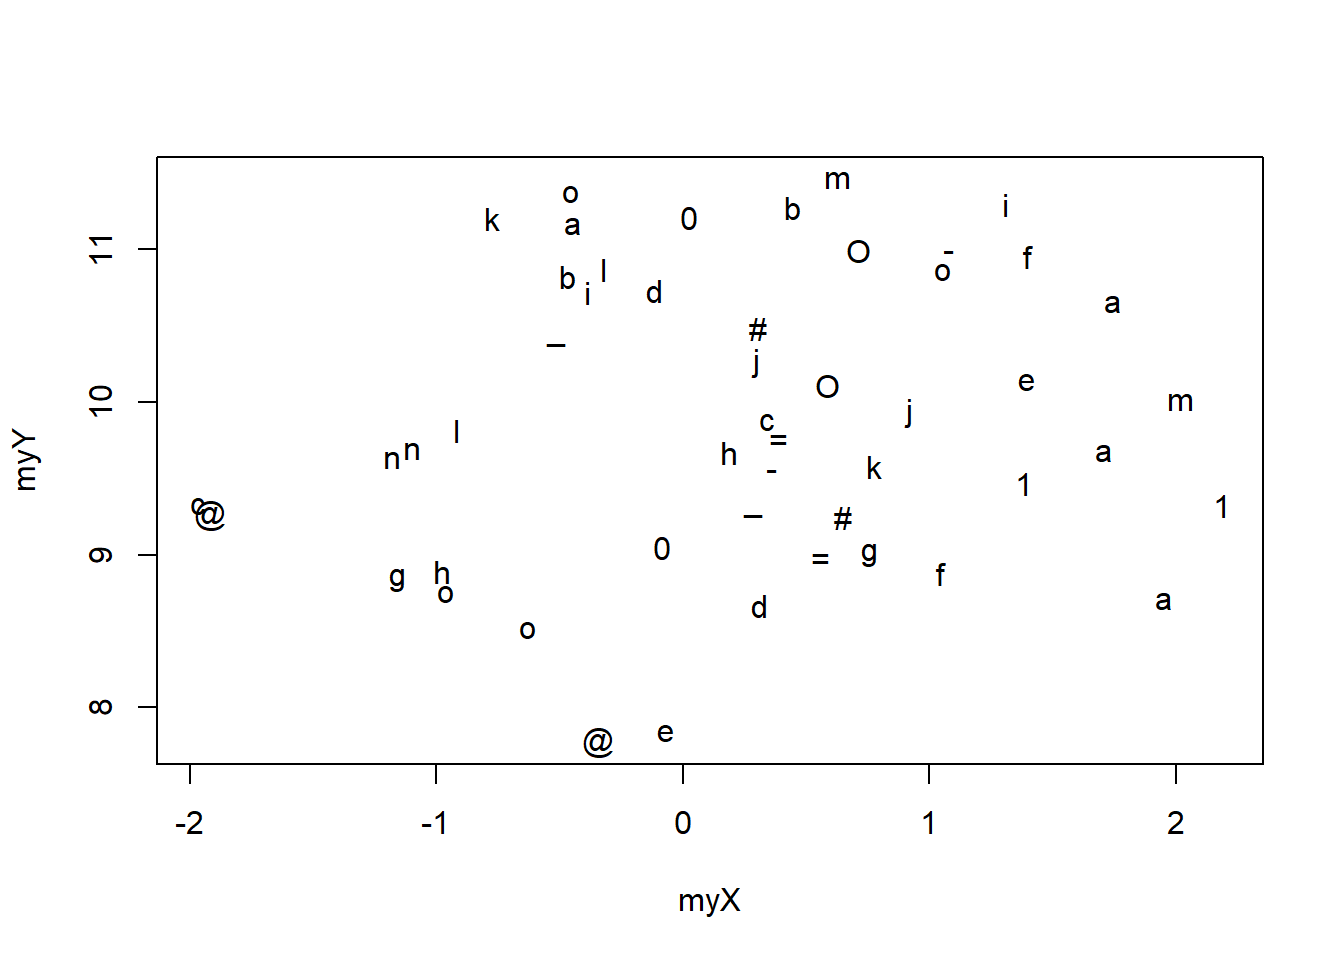 m
o
k a 0 b i
11
O - f
o
b l
i d
a
#
–
j
e
10 O m
j
c
l =
n n h a
k
-
1
c @ 1
– #
0 g
9 =
g h f
o a
d
o
8
e
@
-2 -1 0 1 2
myX
myY